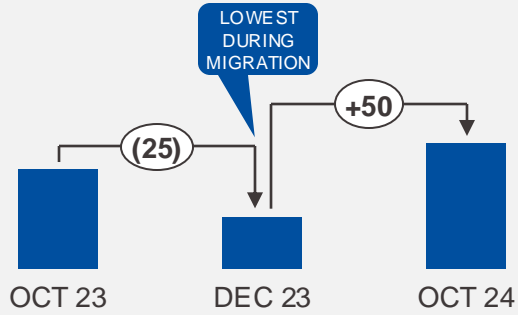 LOWEST
DURING
MIGRATION
(25)
+50
OCT 23
DEC 23
OCT 24